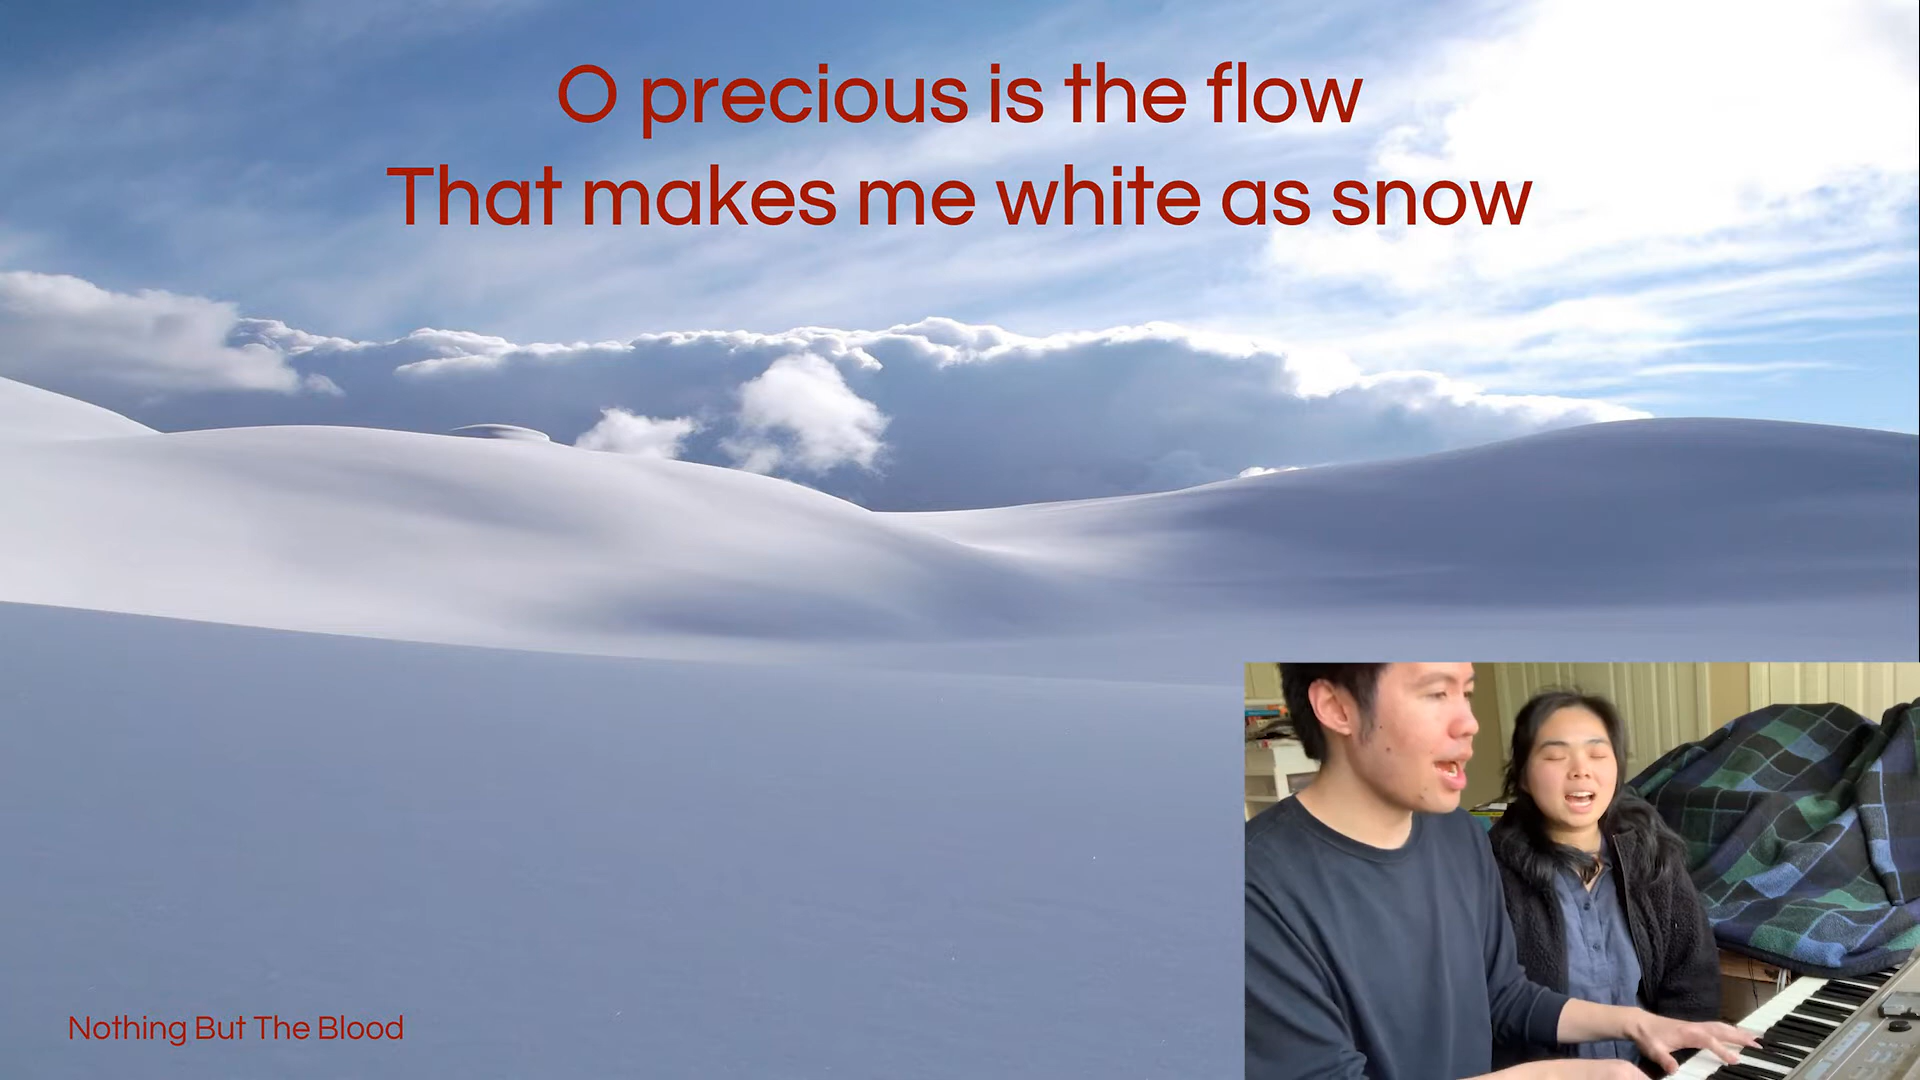 O precious is the flow
That makes me white as snow
Nothing But The Blood